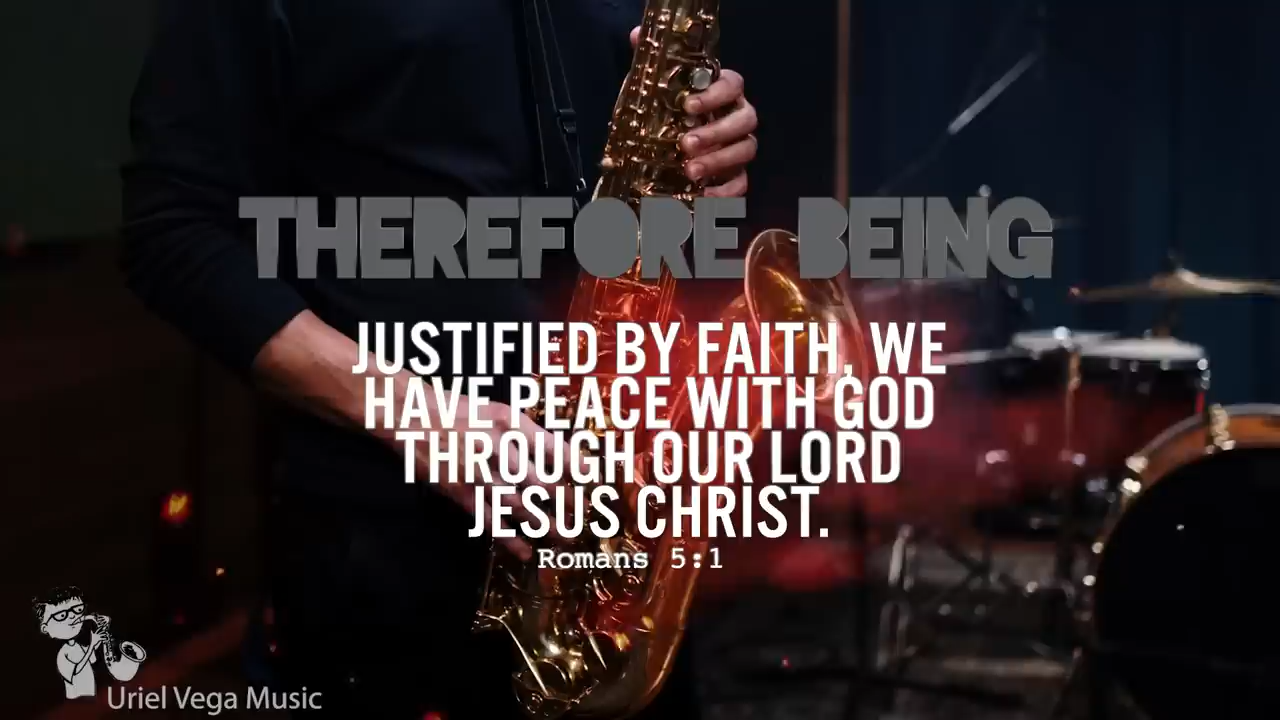 THEREFORE BEING
JUSTIFIED BY FAITH, WE
HAVE PEACE WITH GOD
THROUGH OUR LORD
JESUS CHRIST.
Romans 5:1
Uriel Vega Music